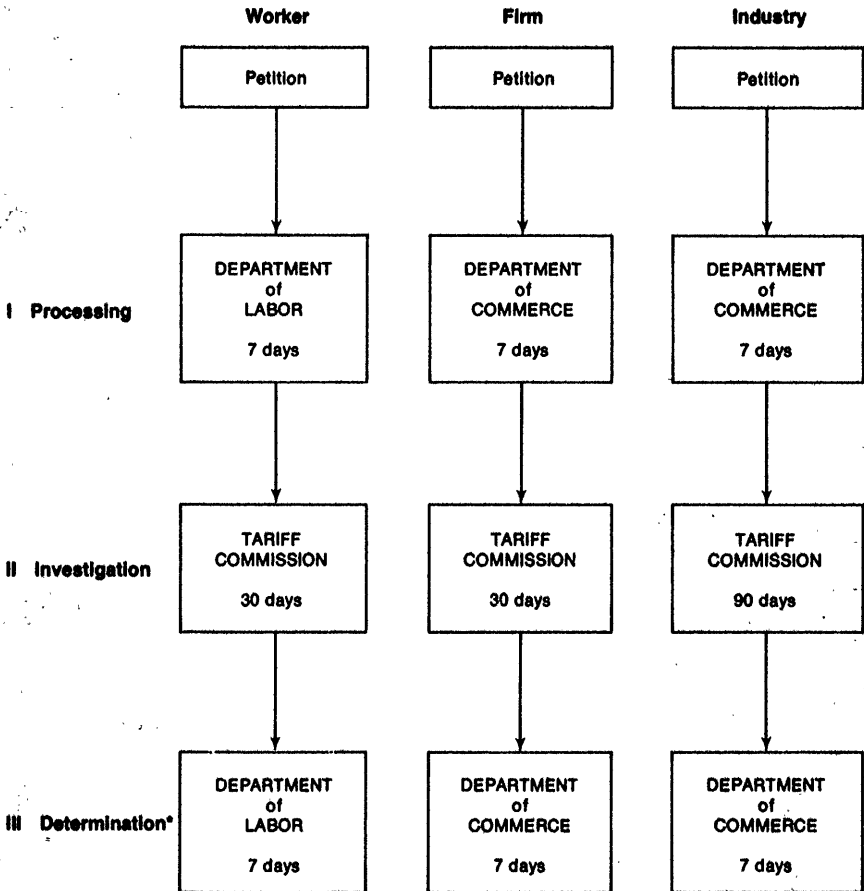 Worker Firm Industry
Petition Petition Petition
I Processing
DEPARTMENT
of
LABOR
7 days
DEPARTMENT
of
COMMERCE
7 days
DEPARTMENT
of
COMMERCE
7 days
II Investigation
TARIFF
COMMISSION
30 days
TARIFF
COMMISSION
30 days
TARIFF
COMMISSION
90 days
III Determination*
DEPARTMENT
of
LABOR
7 days
DEPARTMENT
of
COMMERCE
7 days
DEPARTMENT
of
COMMERCE
7 days